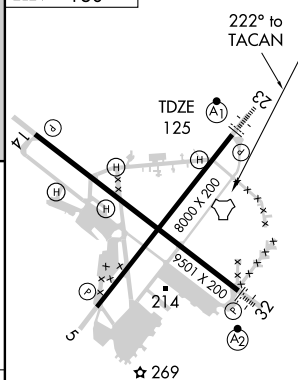 222° to
TACAN
TDZE
125
A1
23
P
14
P
H
H
H
H
8000 X 200
9501 X 200
P
214
P
32
A2
5
269